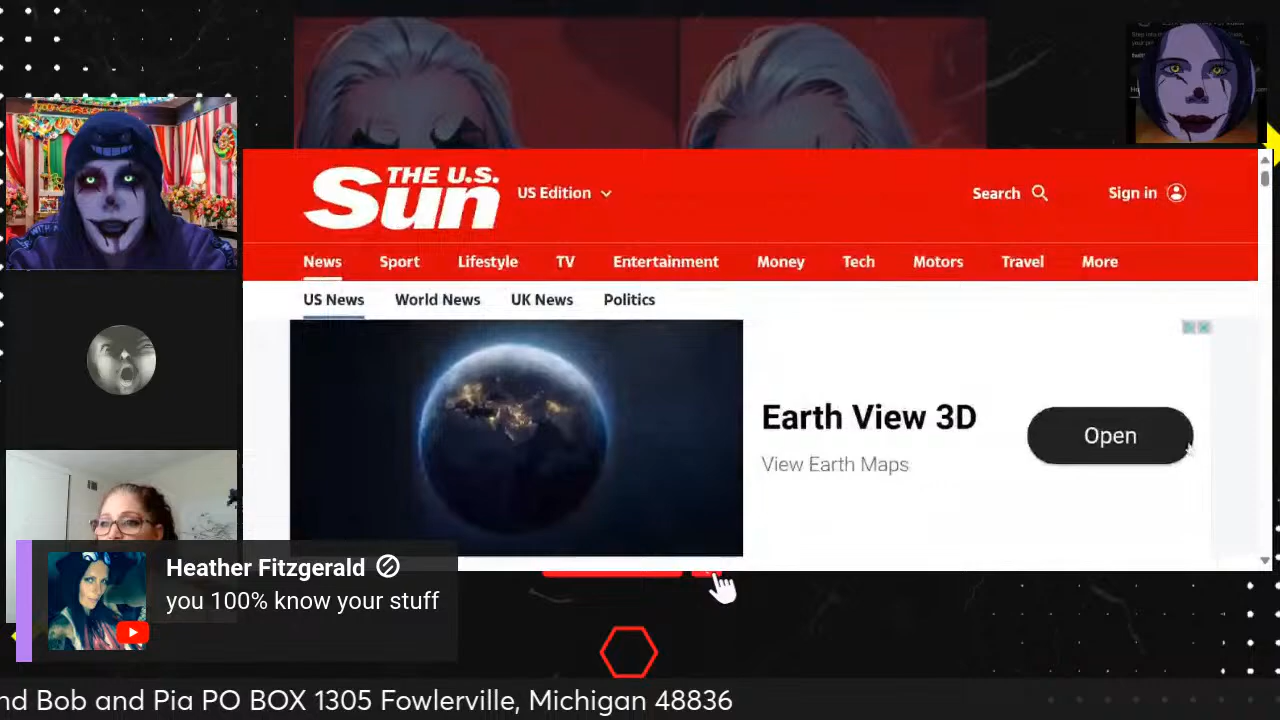 THE U.S.
Sun
US Edition
Search
Sign in
News
Sport
Lifestyle
TV
Entertainment
Money
Tech
Motors
Travel
More
US News
World News
UK News
Politics
Earth View 3D
View Earth Maps
Open
Heather Fitzgerald
you 100% know your stuff
nd Bob and Pia PO BOX 1305 Fowlerville, Michigan 48836